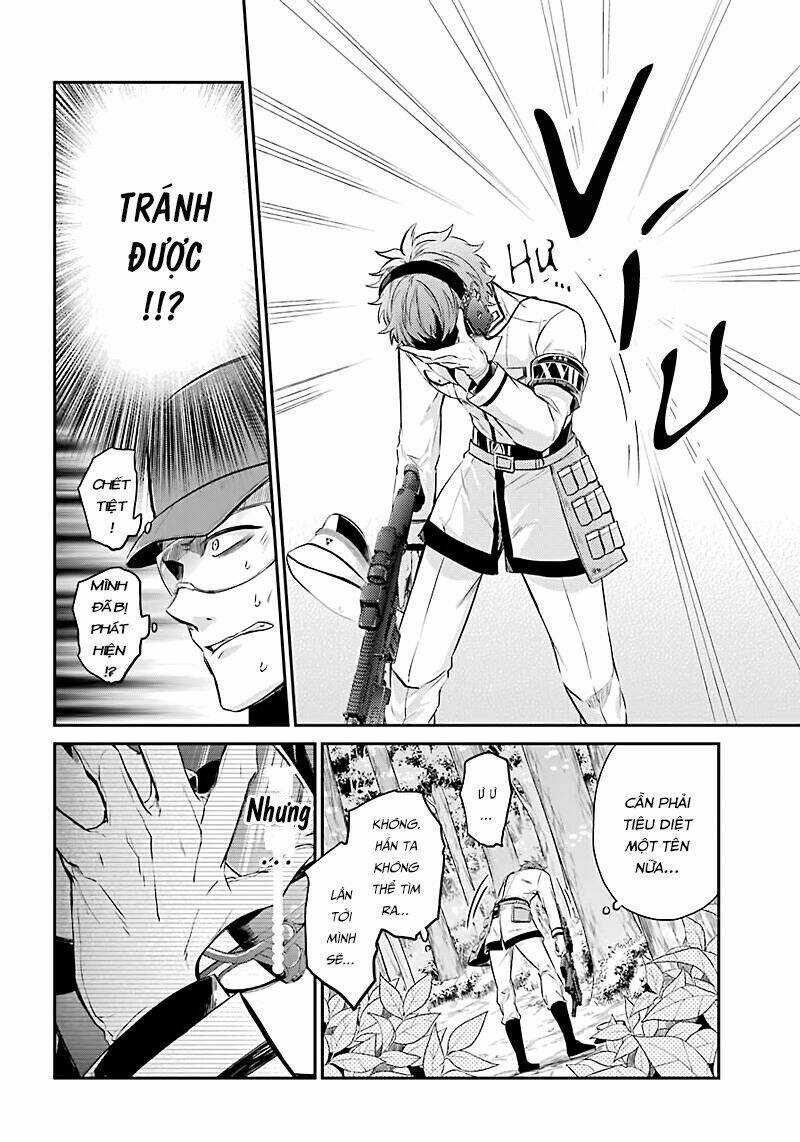 VÍU
HỰ...
XVII
TRÁNH
ĐƯỢC
!!?
CHẾT
TIỆT
!
MÌNH
ĐÃ BỊ
PHÁT
HIỆN
!?
CẦN PHẢI
TIÊU DIỆT
MỘT TÊN
NỮA...
Ư Ư
...
KHÔNG.
HẮN TA
KHÔNG
THỂ TÌM
RA...
LẦN
TỚI
MÌNH
SẼ
...
Nhưng
...